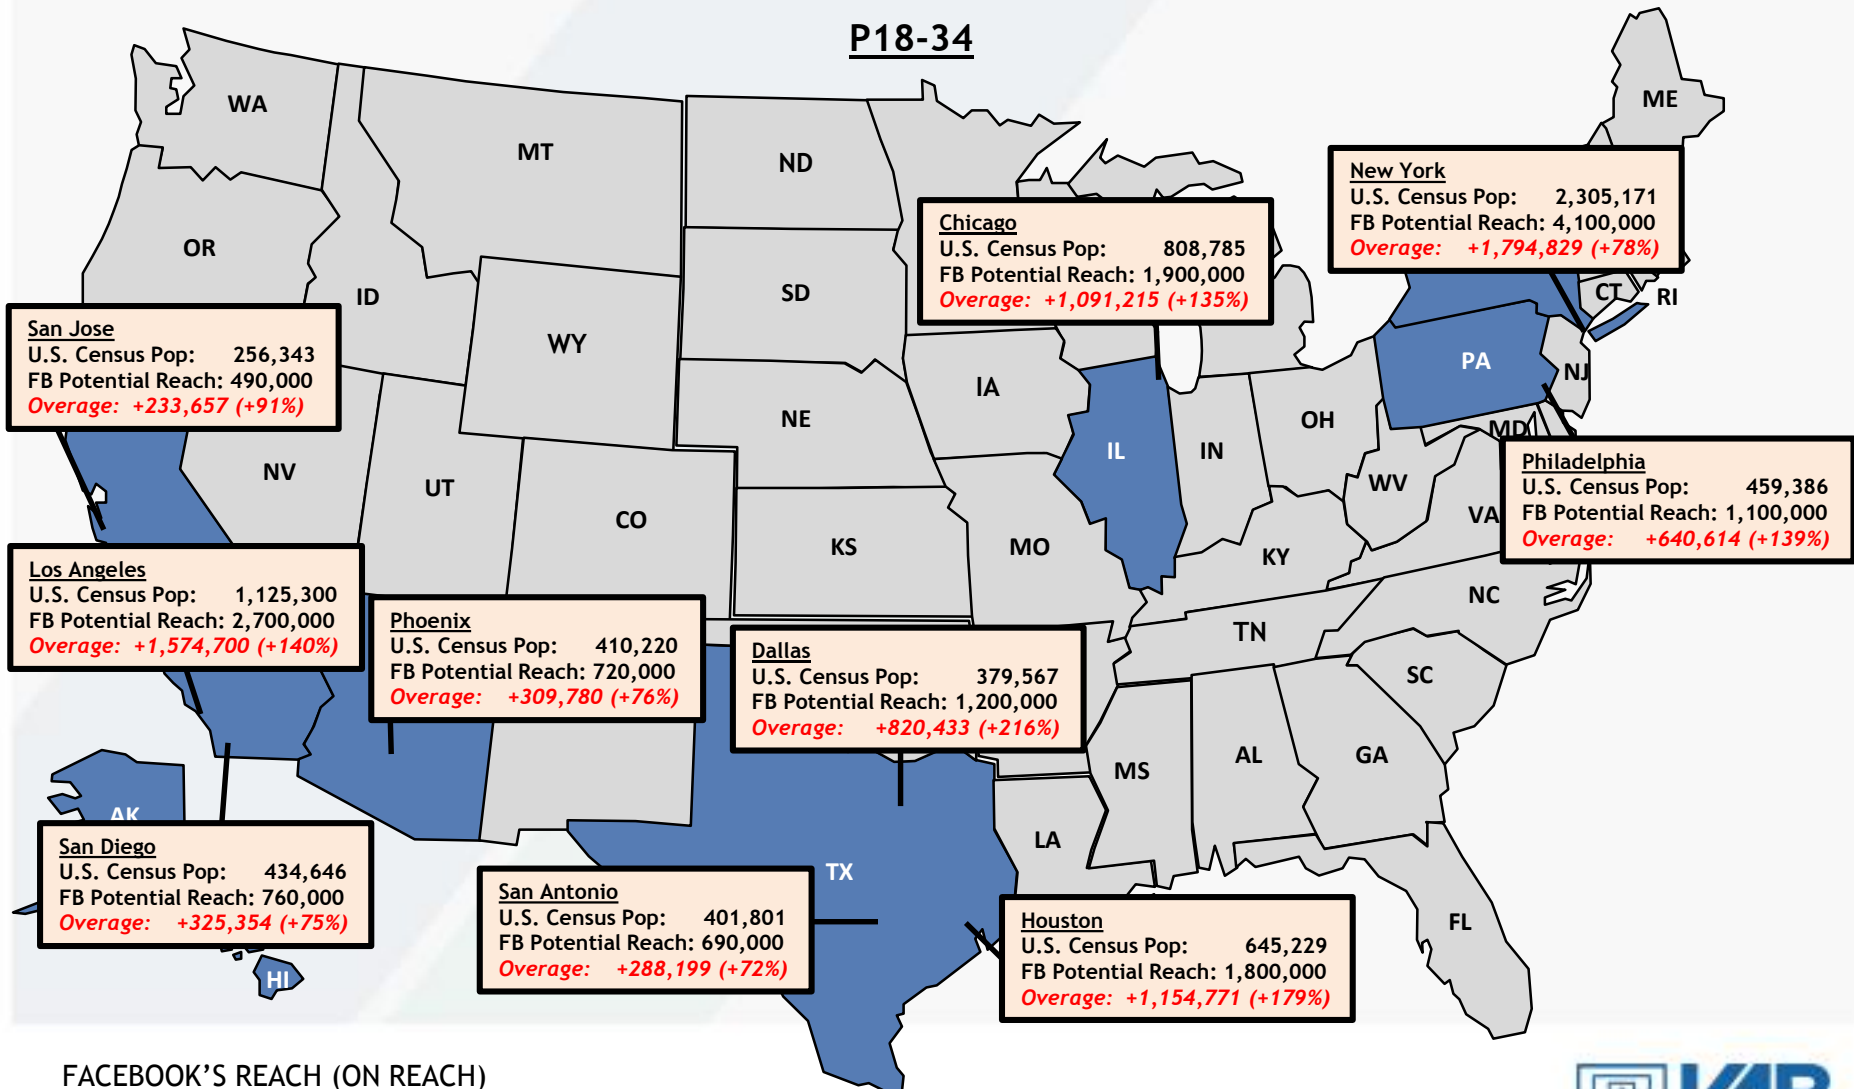 P18-34
WA
MT
ND
ME
OR
ID
SD
WY
New York
U.S. Census Pop: 2,305,171
FB Potential Reach: 4,100,000
Overage: +1,794,829 (+78%)
Chicago
U.S. Census Pop: 808,785
FB Potential Reach: 1,900,000
Overage: +1,091,215 (+135%)
CT
RI
San Jose
U.S. Census Pop: 256,343
FB Potential Reach: 490,000
Overage: +233,657 (+91%)
IA
NE
PA
NJ
OH
MD
IL
IN
WV
VA
NV
UT
CO
KS
MO
KY
Philadelphia
U.S. Census Pop: 459,386
FB Potential Reach: 1,100,000
Overage: +640,614 (+139%)
Los Angeles
U.S. Census Pop: 1,125,300
FB Potential Reach: 2,700,000
Overage: +1,574,700 (+140%)
Phoenix
U.S. Census Pop: 410,220
FB Potential Reach: 720,000
Overage: +309,780 (+76%)
Dallas
U.S. Census Pop: 379,567
FB Potential Reach: 1,200,000
Overage: +820,433 (+216%)
NC
TN
SC
MS
AL
GA
AK
LA
TX
FL
HI
San Diego
U.S. Census Pop: 434,646
FB Potential Reach: 760,000
Overage: +325,354 (+75%)
San Antonio
U.S. Census Pop: 401,801
FB Potential Reach: 690,000
Overage: +288,199 (+72%)
Houston
U.S. Census Pop: 645,229
FB Potential Reach: 1,800,000
Overage: +1,154,771 (+179%)
FACEBOOK'S REACH (ON REACH)
VAB